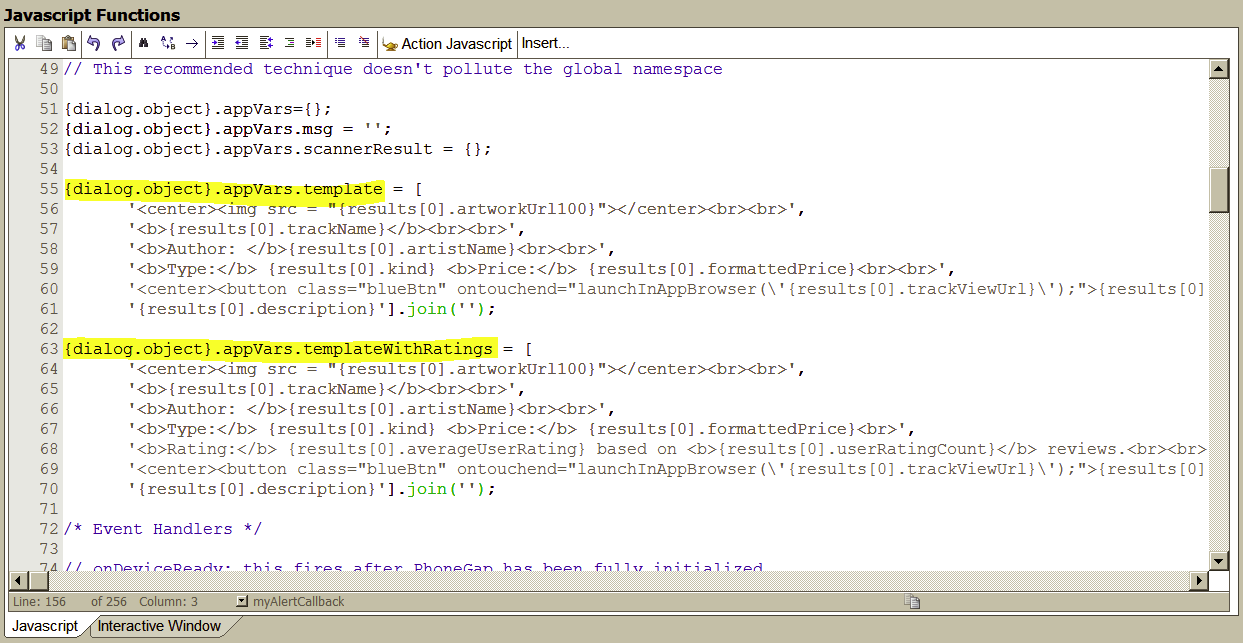 Javascript Functions
Action Javascript Insert...
49 // This recommended technique doesn't pollute the global namespace
50
51 {dialog.object}.appVars={};
52 {dialog.object}.appVars.msg = '';
53 {dialog.object}.appVars.scannerResult = {};
54
55 {dialog.object}.appVars.template = [
56 '<center><img src = "{results[0].artworkUrl100}"></center><br><br>',
57 '<b>{results[0].trackName}</b><br><br>',
58 '<b>Author: </b>{results[0].artistName}<br><br>',
59 '<b>Type:</b> {results[0].kind} <b>Price:</b> {results[0].formattedPrice}<br><br>',
60 '<center><button class="blueBtn" ontouchend="launchInAppBrowser(\'{results[0].trackViewUrl}\');">{results[0]
61 '{results[0].description}'].join('');
62
63 {dialog.object}.appVars.templateWithRatings = [
64 '<center><img src = "{results[0].artworkUrl100}"></center><br><br>',
65 '<b>{results[0].trackName}</b><br><br>',
66 '<b>Author: </b>{results[0].artistName}<br><br>',
67 '<b>Type:</b> {results[0].kind} <b>Price:</b> {results[0].formattedPrice}<br>',
68 '<b>Rating:</b> {results[0].averageUserRating} based on <b>{results[0].userRatingCount}</b> reviews.<br><br>
69 '<center><button class="blueBtn" ontouchend="launchInAppBrowser(\'{results[0].trackViewUrl}\');">{results[0]
70 '{results[0].description}'].join('');
71
72 /* Event Handlers */
73
74 // onDeviceReady: this fires after PhoneGap has been fully initialized
Line: 156 of 256 Column: 3 myAlertCallback
Javascript Interactive Window